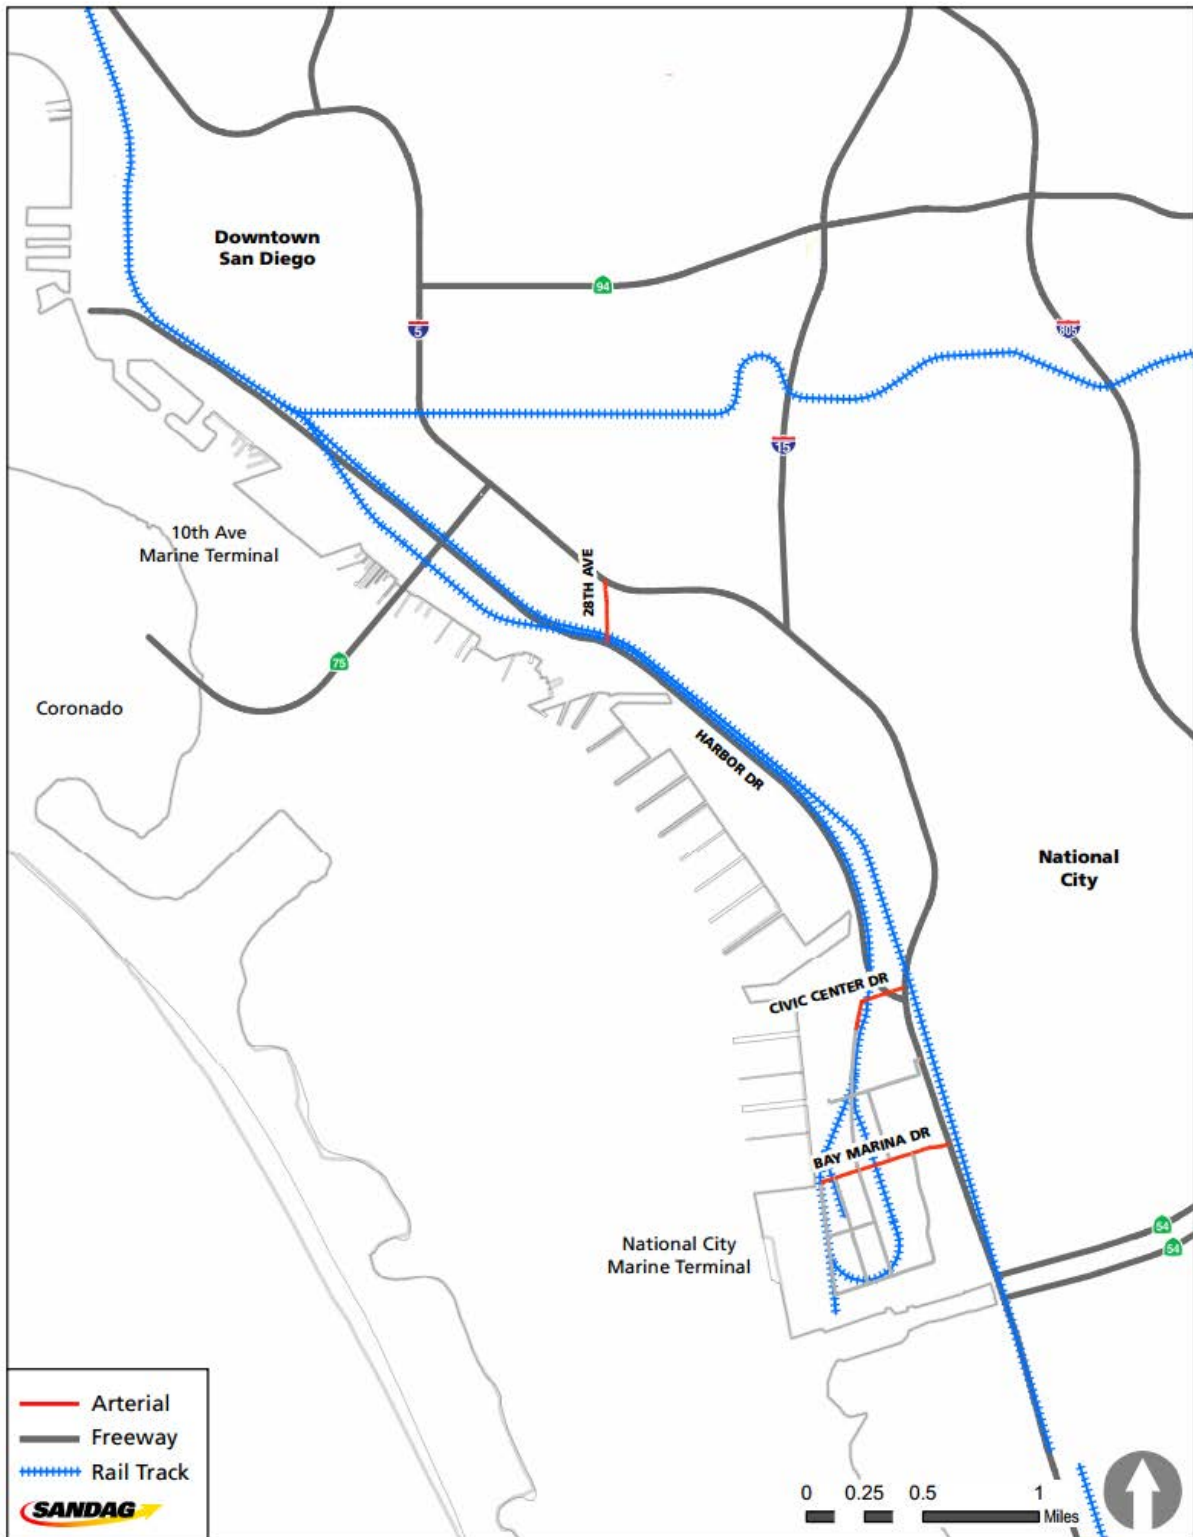 Downtown
San Diego
94
5
805
15
10th Ave
Marine Terminal
28TH AVE
75
Coronado
HARBOR DR
National
City
CIVIC CENTER DR
BAY MARINA DR
54
54
National City
Marine Terminal
Arterial
Freeway
Rail Track
SANDAG
0 0.25 0.5 1
Miles